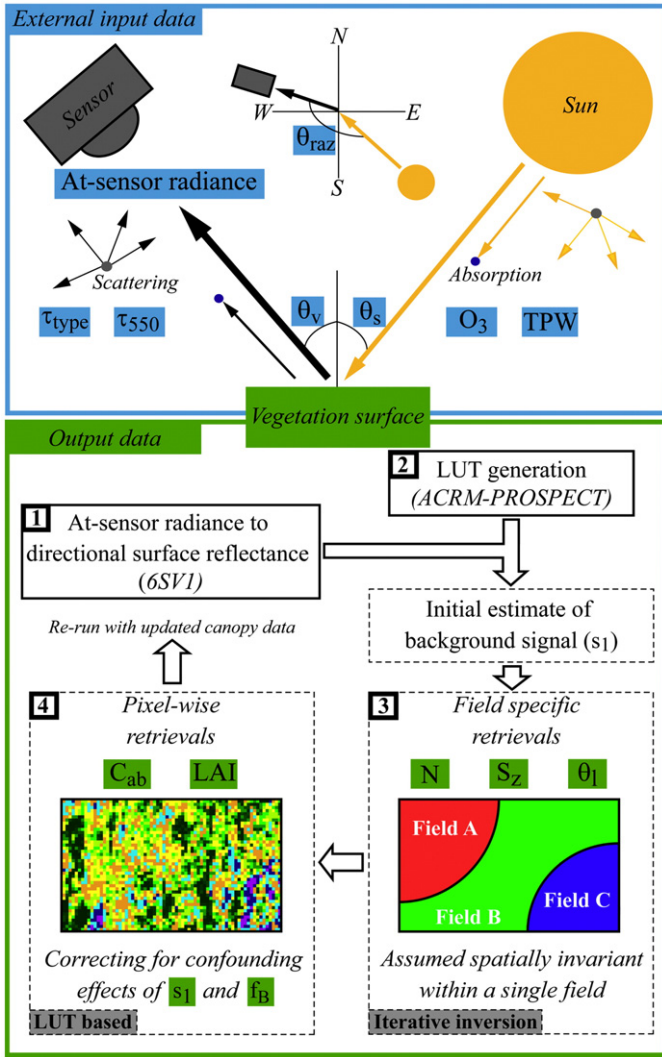 External input data
Sensor
At-sensor radiance
N
W
E
S
θraz
Sun
Scattering
τtype
τ550
θv
θs
Absorption
O3
TPW
Vegetation surface
Output data
1
At-sensor radiance to
directional surface reflectance
(6SV1)
2
LUT generation
(ACRM-PROSPECT)
Re-run with updated canopy data
Initial estimate of
background signal (s1)
4
Pixel-wise
retrievals
Cab
LAI
Correcting for confounding
effects of s1 and fB
LUT based
3
Field specific
retrievals
N
Sz
θl
Field A
Field B
Field C
Assumed spatially invariant
within a single field
Iterative inversion